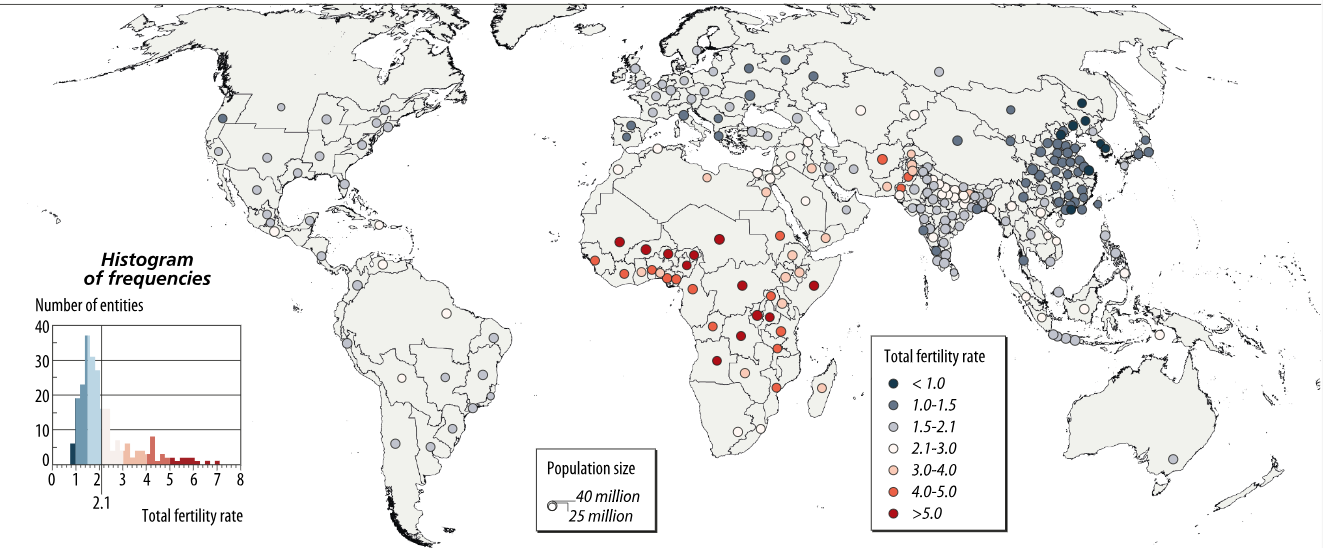 Histogram
of frequencies
Number of entities
40
30
20
10
0
0 1 2 3 4 5 6 7 8
2.1
Total fertility rate
Population size
40 million
25 million
Total fertility rate
< 1.0
1.0-1.5
1.5-2.1
2.1-3.0
3.0-4.0
4.0-5.0
>5.0